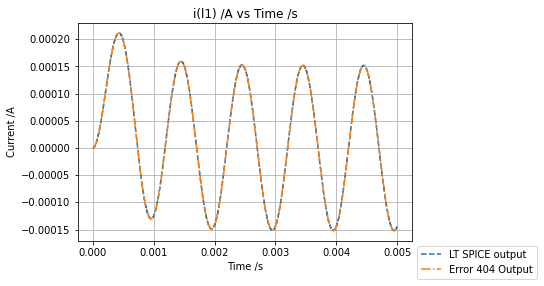 i(l1) /A vs Time /s
Current /A
0.00020
0.00015
0.00010
0.00005
0.00000
−0.00005
−0.00010
−0.00015
0.000 0.001 0.002 0.003 0.004 0.005
Time /s
LT SPICE output
Error 404 Output